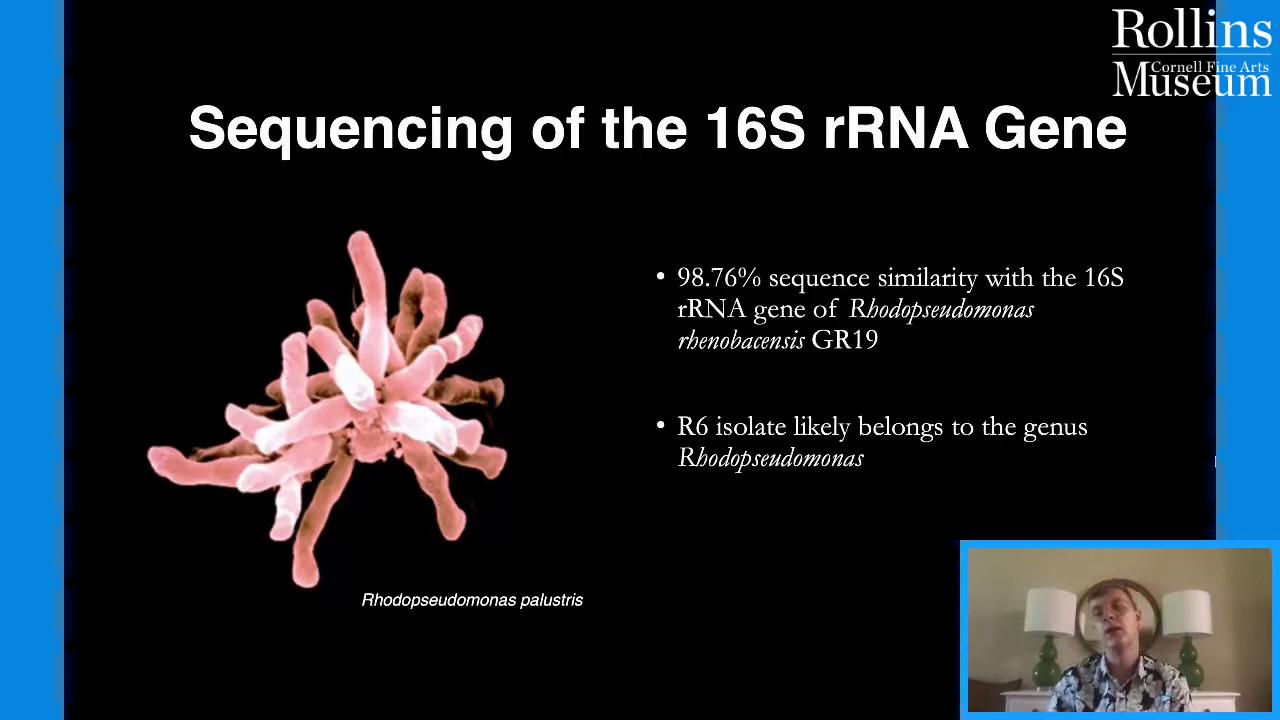 Rollins
Cornell Fine Arts
Museum
Sequencing of the 16S rRNA Gene
• 98.76% sequence similarity with the 16S
rRNA gene of Rhodopseudomonas
rhenobacensis GR19
• R6 isolate likely belongs to the genus
Rhodopseudomonas
Rhodopseudomonas palustris